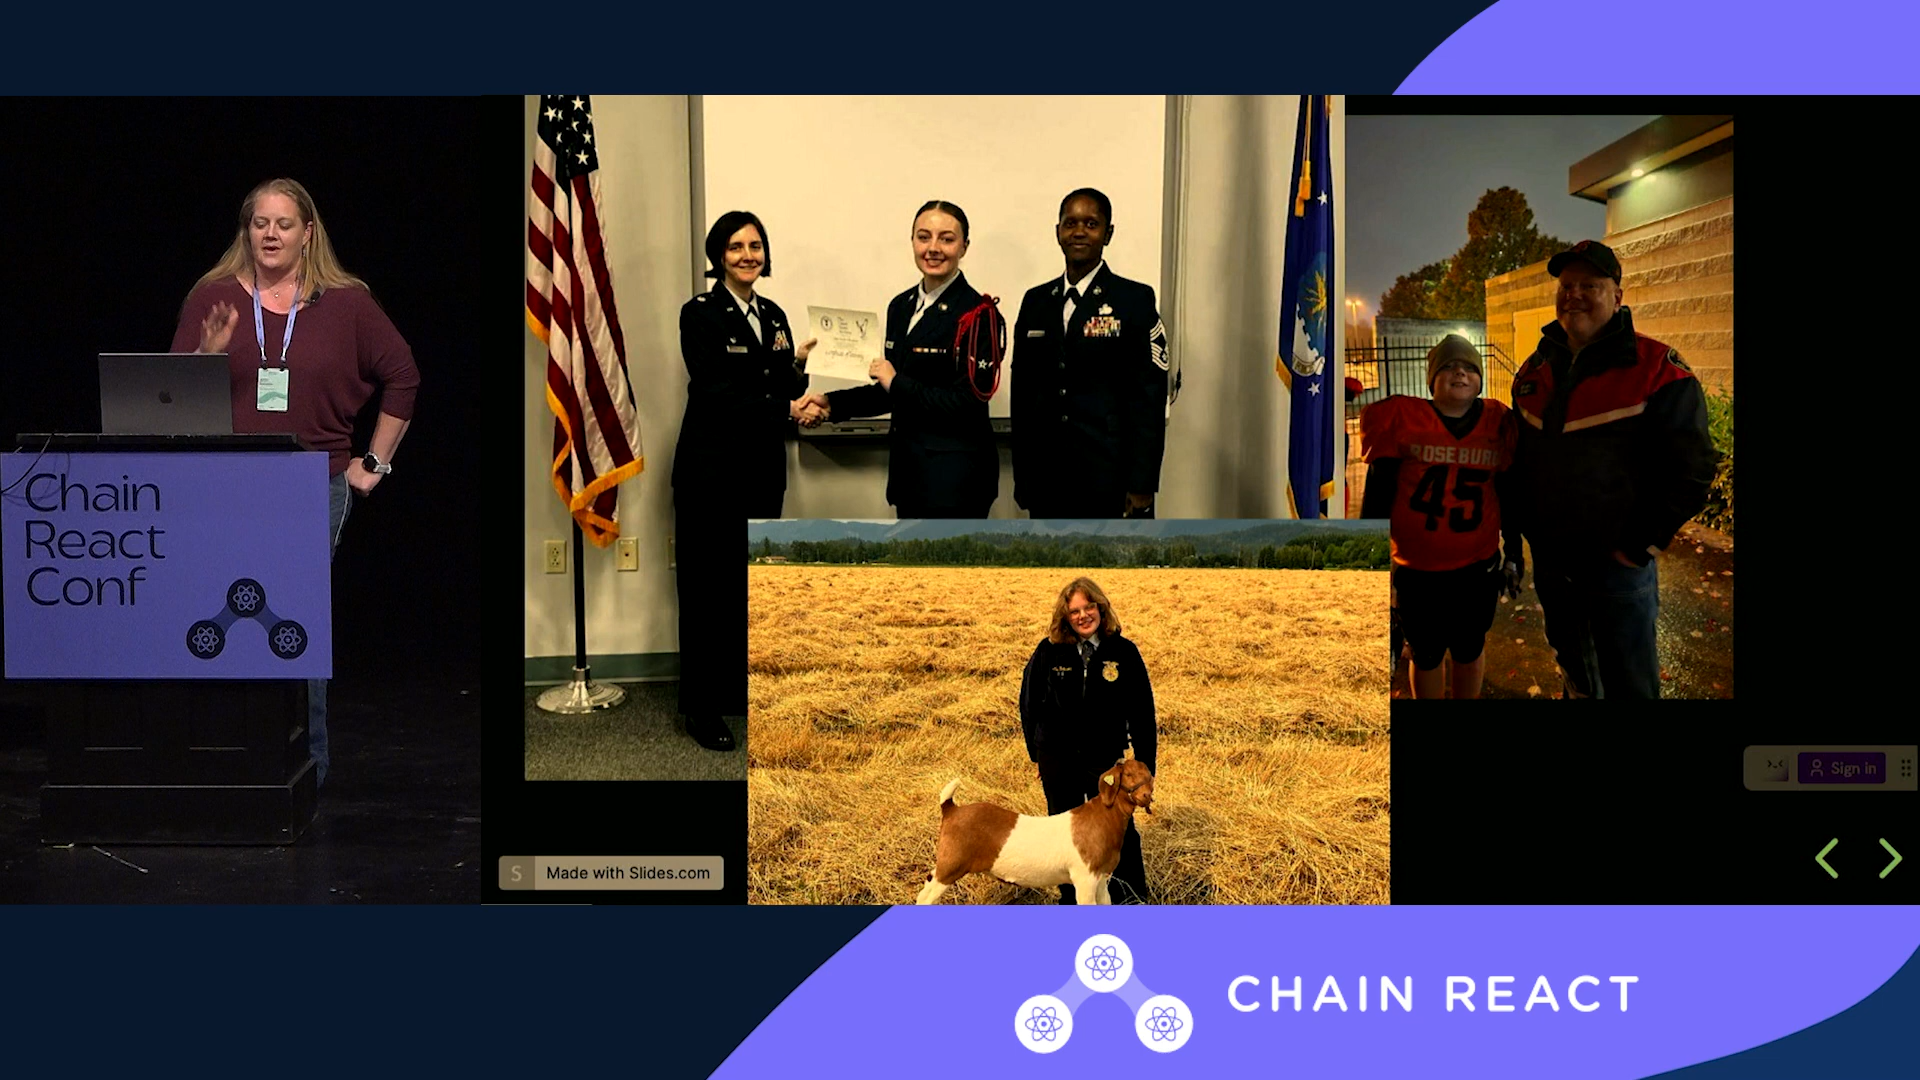 Chain
React
Conf
ROSEBURG
45
Sign in
S
Made with Slides.com
CHAIN REACT